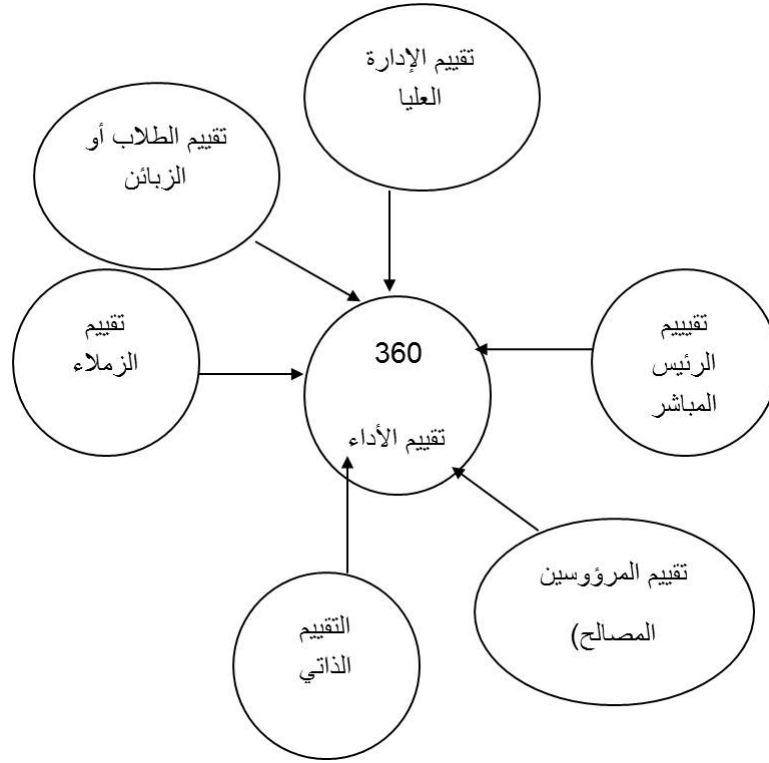 تقييم الإدارة
العليا
تقييم الطلاب أو
الزبائن
تقييم
الزملاء
360
تقييم الأداء
تقيييم
الرئيس
المباشر
تقييم المرؤوسين
المصالح)
التقييم
الذاتي